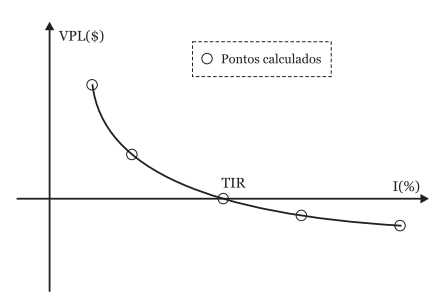 VPL($)
Pontos calculados
TIR
I(%)